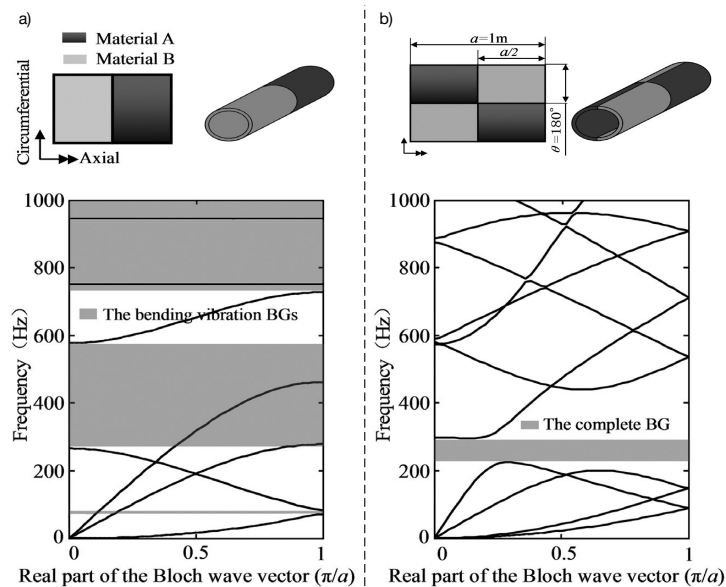 a)
Material A
Material B
Circumferential
Axial
1000
800
600
400
200
0
Frequency (Hz)
The bending vibration BGs
0
0.5
1
Real part of the Bloch wave vector (π/a)
b)
a=1m
a/2
θ=180°
1000
800
600
400
200
0
Frequency (Hz)
The complete BG
0
0.5
1
Real part of the Bloch wave vector (π/a)